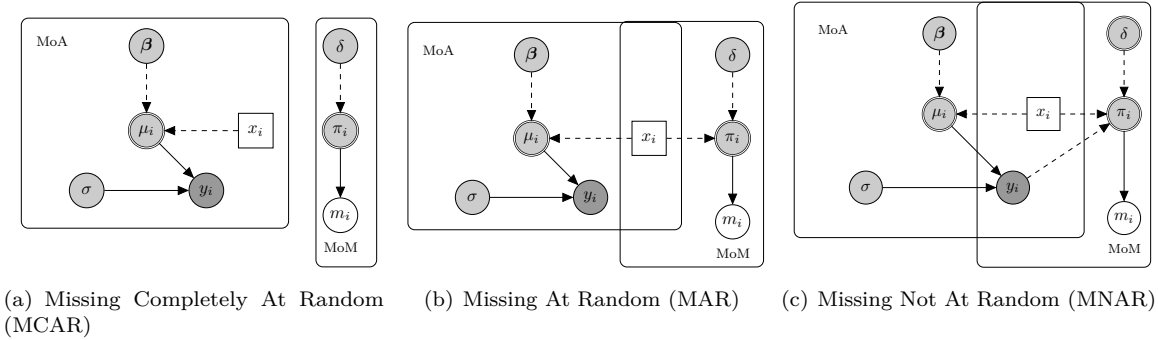 MoA
β
δ
μᵢ
xᵢ
πᵢ
σ
yᵢ
mᵢ
MoM
(a) Missing Completely At Random
(MCAR)
MoA
β
δ
μᵢ
xᵢ
πᵢ
σ
yᵢ
mᵢ
MoM
(b) Missing At Random (MAR)
MoA
β
δ
μᵢ
xᵢ
πᵢ
σ
yᵢ
mᵢ
MoM
(c) Missing Not At Random (MNAR)